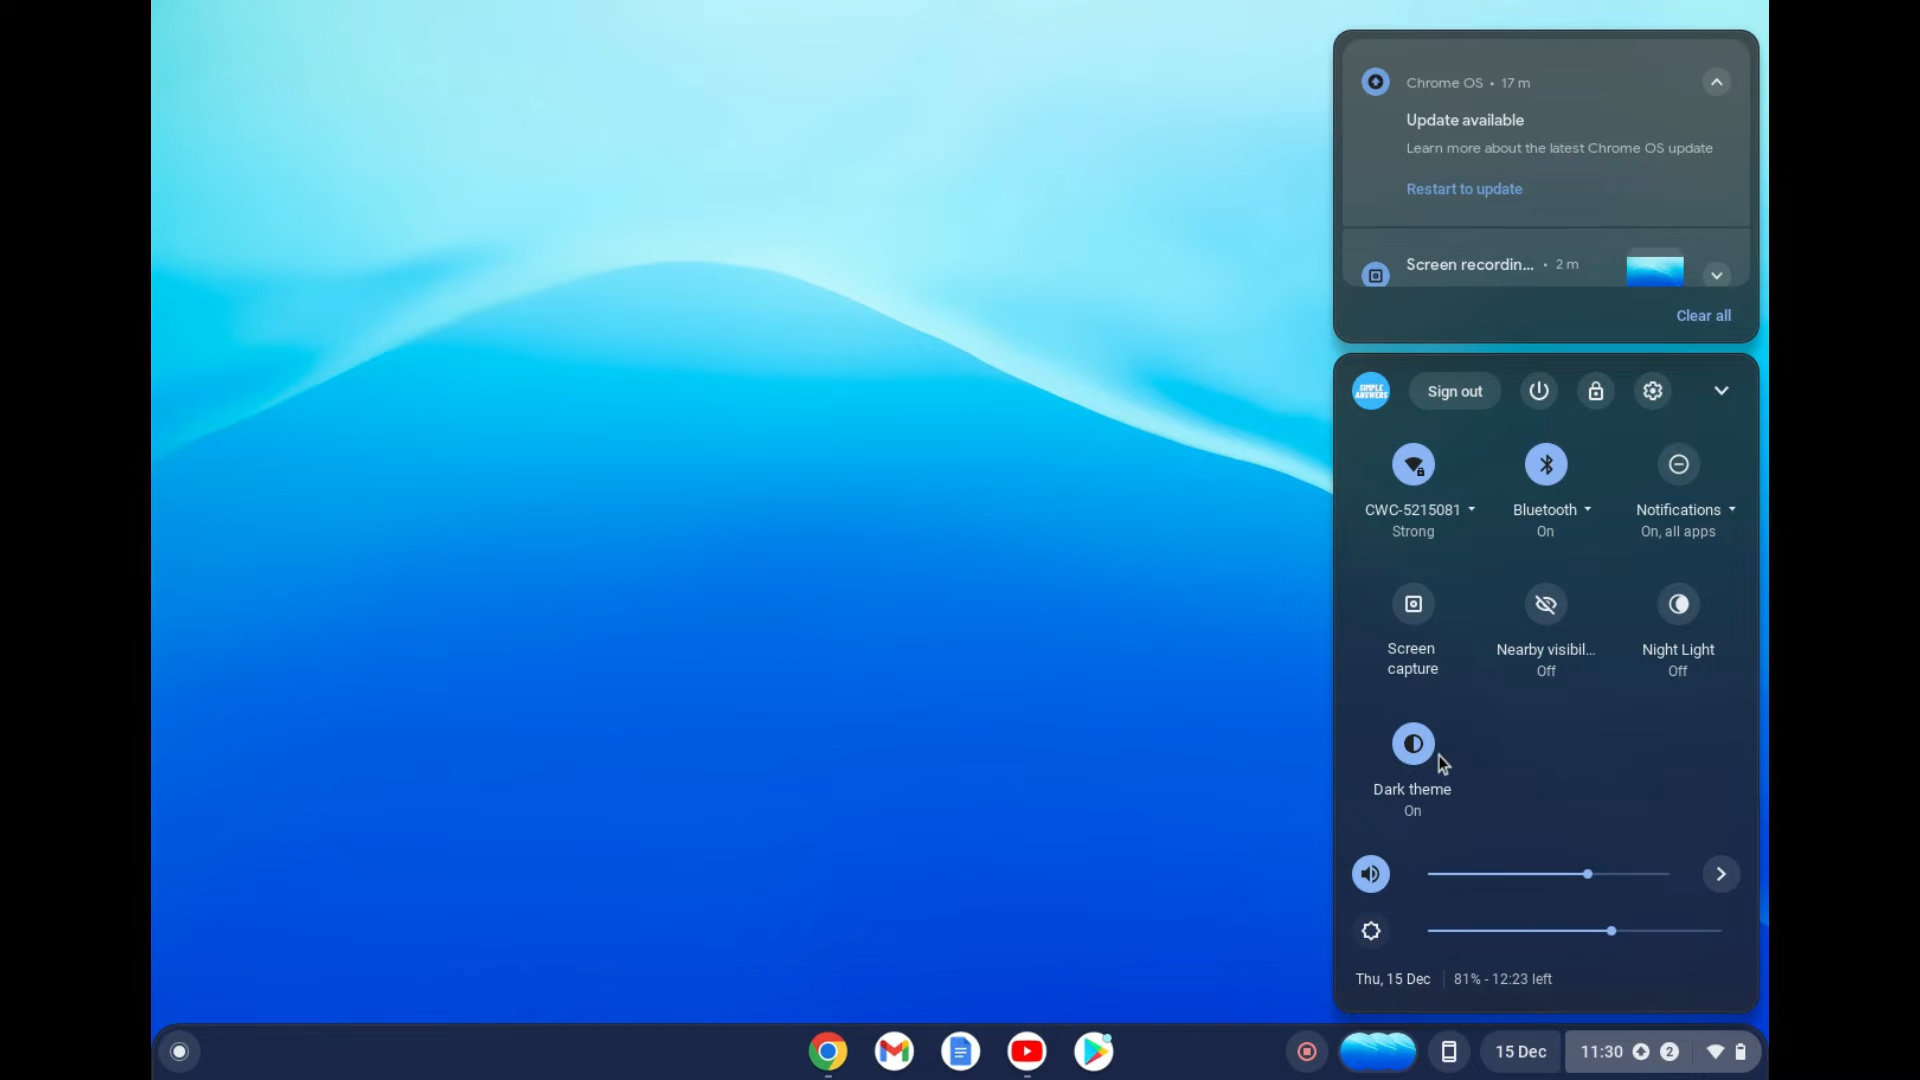 Chrome OS • 17 m
Update available
Learn more about the latest Chrome OS update
Restart to update
Screen recordin... • 2 m
Clear all
SIMPLE
ANSWERS
Sign out
CWC-5215081
Strong
Bluetooth
On
Notifications
On, all apps
Screen
capture
Nearby visibil...
Off
Night Light
Off
Dark theme
On
Thu, 15 Dec
81% - 12:23 left
15 Dec
11:30
2